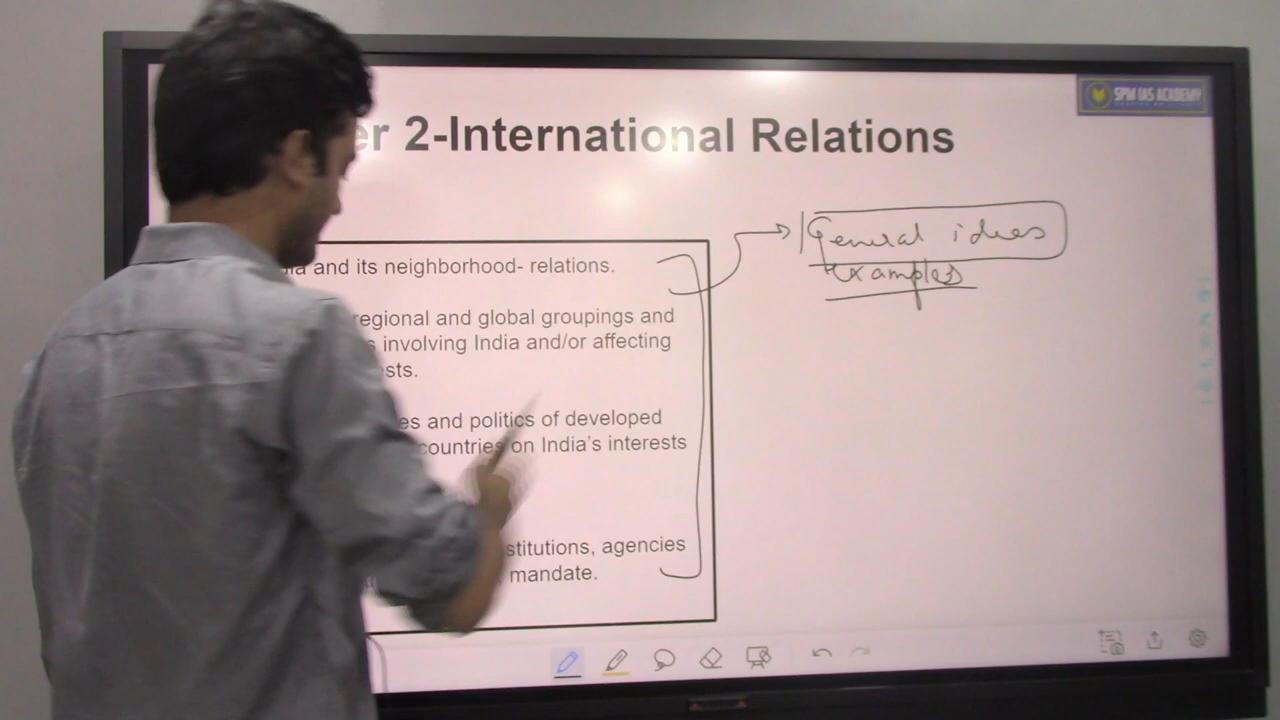 SPM IAS ACADEMY
er 2-International Relations
General ideas
examples
ia and its neighborhood- relations.
regional and global groupings and
s involving India and/or affecting
sts.
es and politics of developed
countries on India's interests
stitutions, agencies
mandate.